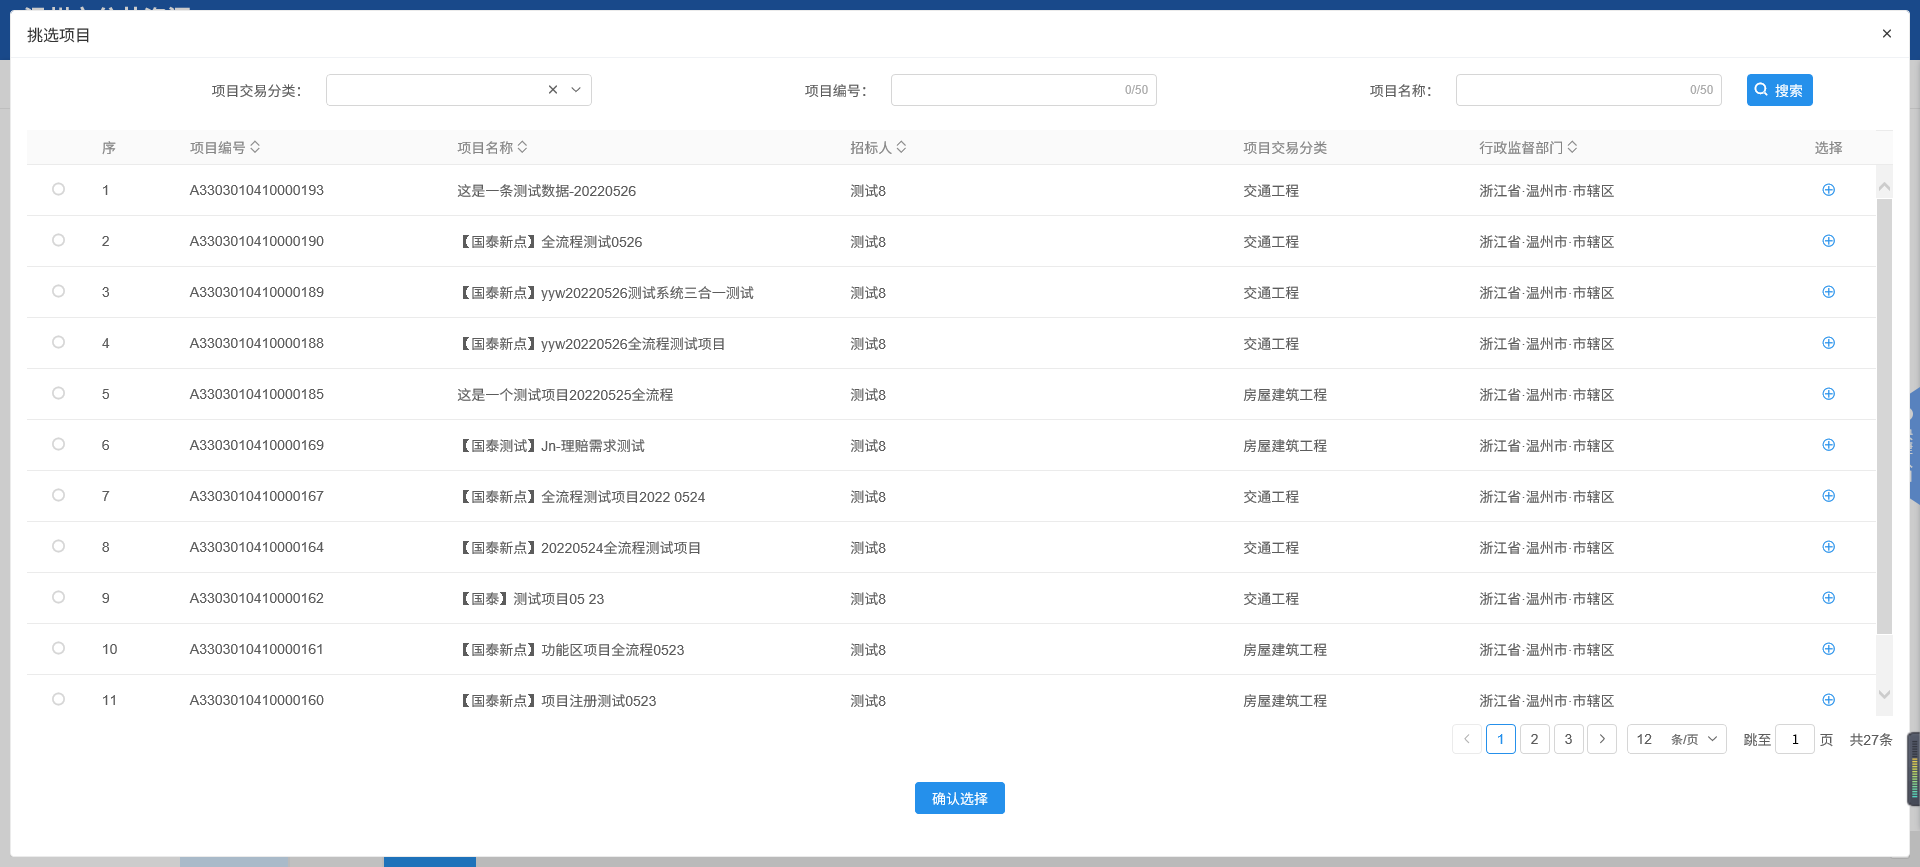 挑选项目
项目交易分类： 项目编号： 0/50 项目名称： 0/50 搜索
序 项目编号 项目名称 招标人 项目交易分类 行政监督部门 选择
1 A3303010410000193 这是一条测试数据-20220526 测试8 交通工程 浙江省·温州市·市辖区
2 A3303010410000190 【国泰新点】全流程测试0526 测试8 交通工程 浙江省·温州市·市辖区
3 A3303010410000189 【国泰新点】yyw20220526测试系统三合一测试 测试8 交通工程 浙江省·温州市·市辖区
4 A3303010410000188 【国泰新点】yyw20220526全流程测试项目 测试8 交通工程 浙江省·温州市·市辖区
5 A3303010410000185 这是一个测试项目20220525全流程 测试8 房屋建筑工程 浙江省·温州市·市辖区
6 A3303010410000169 【国泰测试】Jn-理赔需求测试 测试8 房屋建筑工程 浙江省·温州市·市辖区
7 A3303010410000167 【国泰新点】全流程测试项目2022 0524 测试8 交通工程 浙江省·温州市·市辖区
8 A3303010410000164 【国泰新点】20220524全流程测试项目 测试8 交通工程 浙江省·温州市·市辖区
9 A3303010410000162 【国泰】测试项目05 23 测试8 交通工程 浙江省·温州市·市辖区
10 A3303010410000161 【国泰新点】功能区项目全流程0523 测试8 房屋建筑工程 浙江省·温州市·市辖区
11 A3303010410000160 【国泰新点】项目注册测试0523 测试8 房屋建筑工程 浙江省·温州市·市辖区
1 2 3 12 条/页 跳至 1 页 共27条
确认选择